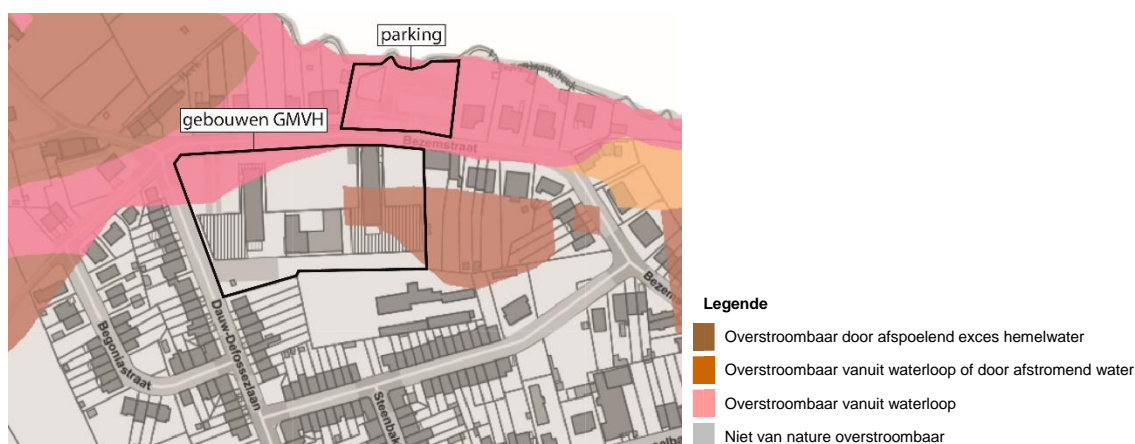 parking
gebouwen GMVH
Bezemstraat
Begoniastraat
Dauw-Defossezlaan
Legende
Overstroombaar door afspoelend exces hemelwater
Overstroombaar vanuit waterloop of door afstromend water
Overstroombaar vanuit waterloop
Niet van nature overstroombaar